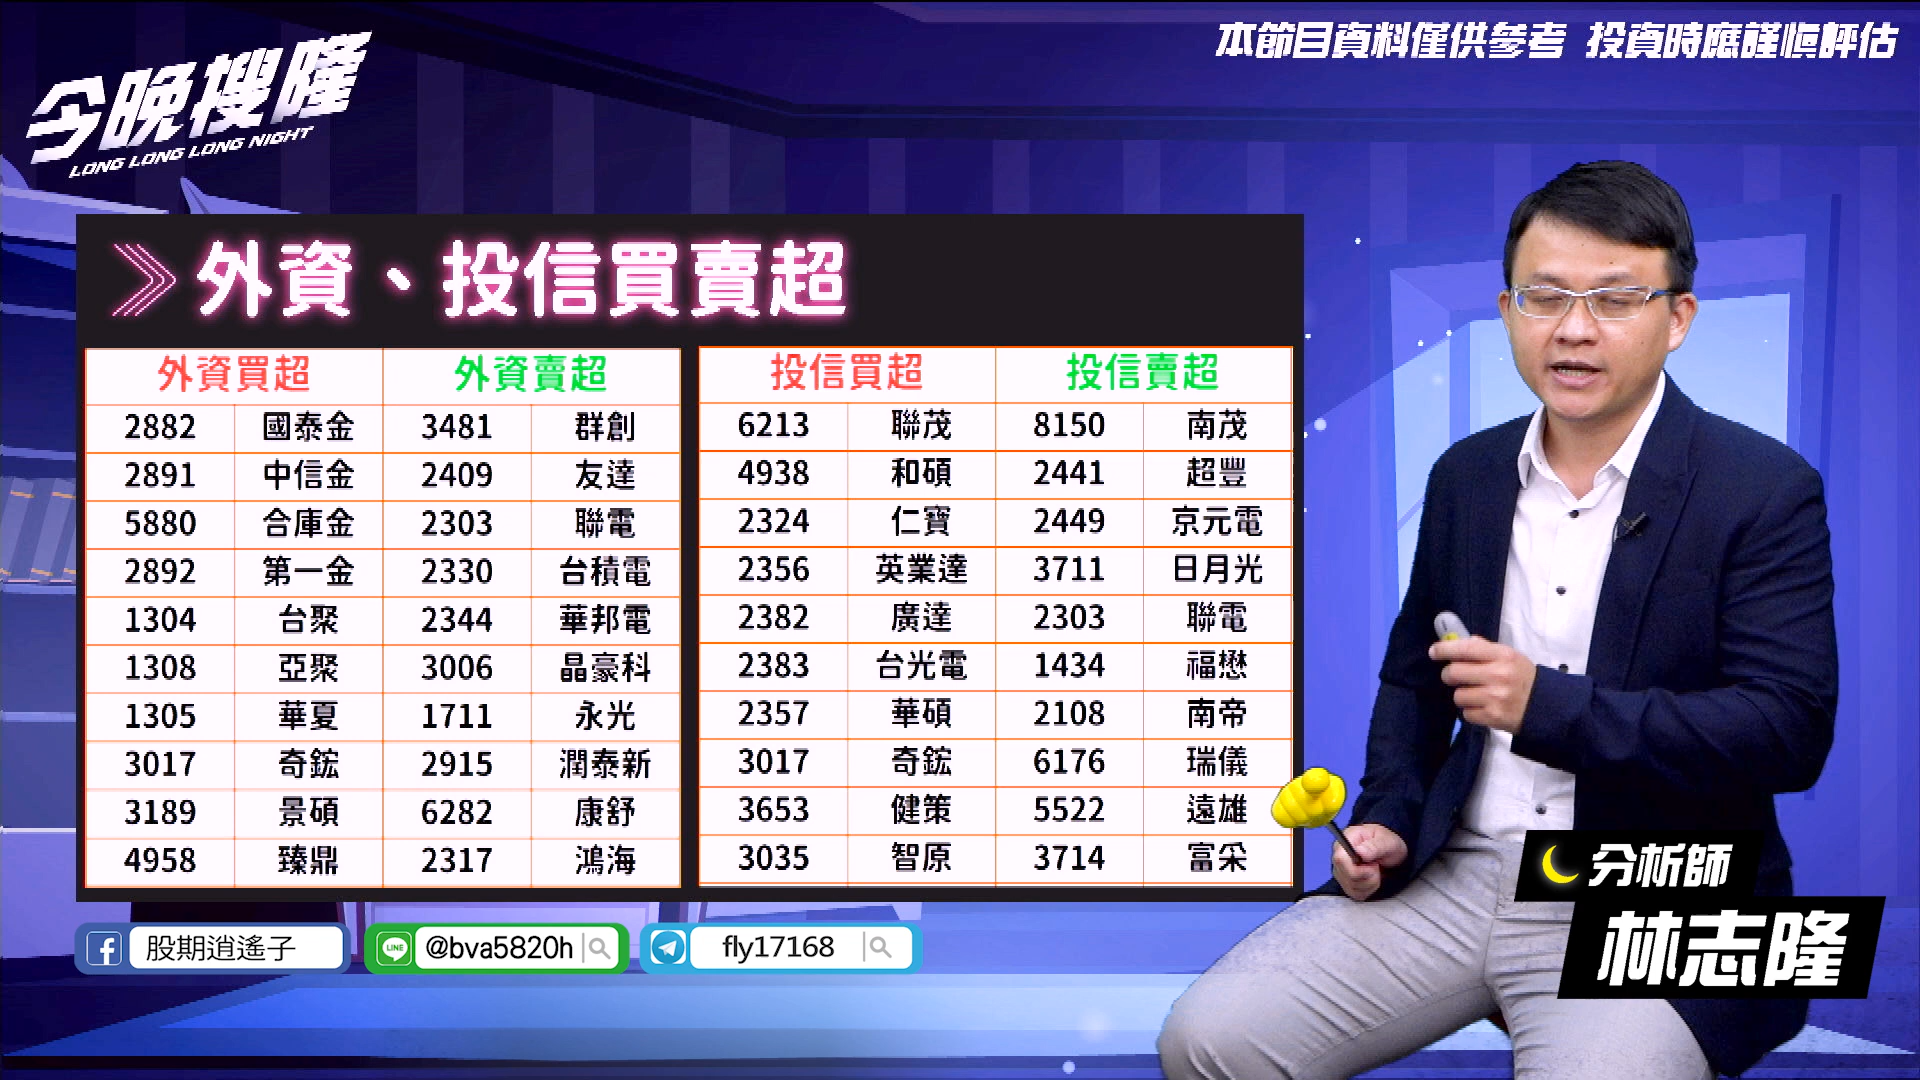 今晚搜隆
LONG LONG LONG NIGHT
本節目資料僅供參考 投資時應謹慎評估
外資、投信買賣超
外資買超 外資賣超 投信買超 投信賣超
2882 國泰金 3481 群創 6213 聯茂 8150 南茂
2891 中信金 2409 友達 4938 和碩 2441 超豐
5880 合庫金 2303 聯電 2324 仁寶 2449 京元電
2892 第一金 2330 台積電 2356 英業達 3711 日月光
1304 台聚 2344 華邦電 2382 廣達 2303 聯電
1308 亞聚 3006 晶豪科 2383 台光電 1434 福懋
1305 華夏 1711 永光 2357 華碩 2108 南帝
3017 奇鋐 2915 潤泰新 3017 奇鋐 6176 瑞儀
3189 景碩 6282 康舒 3653 健策 5522 遠雄
4958 臻鼎 2317 鴻海 3035 智原 3714 富采
分析師
林志隆
股期逍遙子
LINE @bva5820h
fly17168